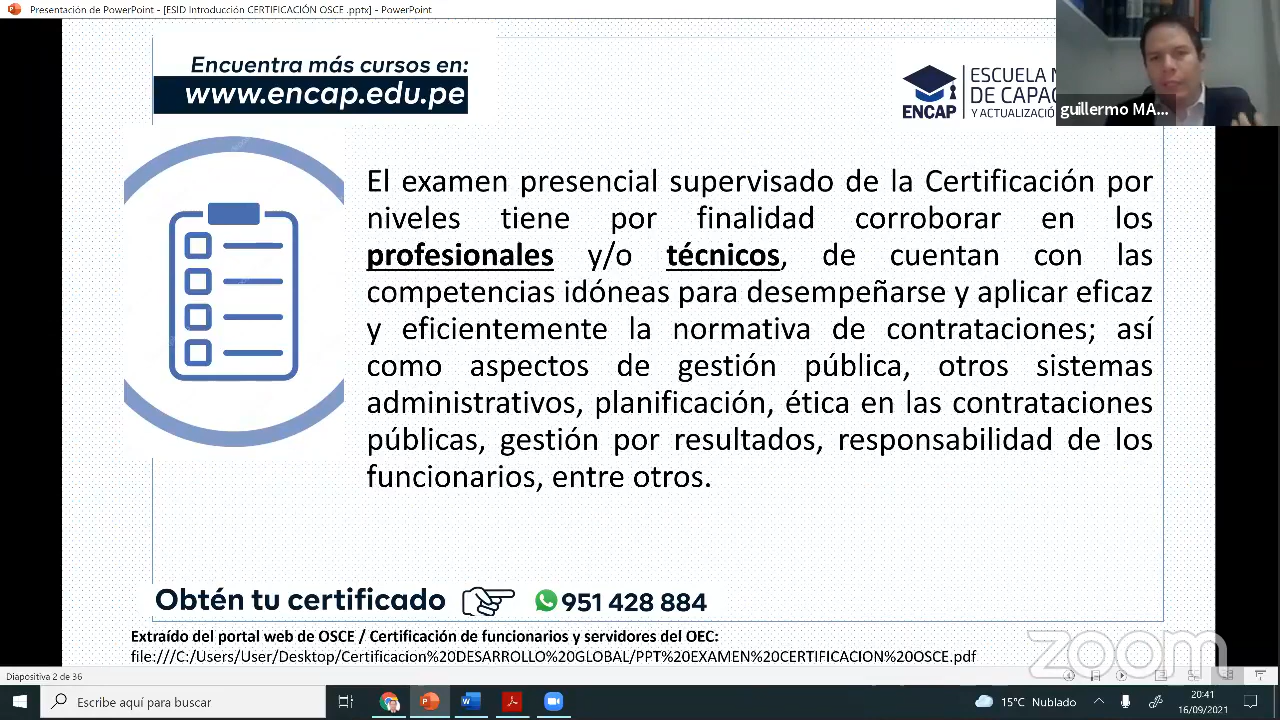 Presentación de PowerPoint - [ESID Introducción CERTIFICACIÓN OSCE .pptx] - PowerPoint
Encuentra más cursos en:
www.encap.edu.pe
ENCAP
ESCUELA N
DE CAPAC
Y ACTUALIZACIÓN
guillermo MA...
El examen presencial supervisado de la Certificación por
niveles tiene por finalidad corroborar en los
profesionales y/o técnicos, de cuentan con las
competencias idóneas para desempeñarse y aplicar eficaz
y eficientemente la normativa de contrataciones; así
como aspectos de gestión pública, otros sistemas
administrativos, planificación, ética en las contrataciones
públicas, gestión por resultados, responsabilidad de los
funcionarios, entre otros.
Obtén tu certificado
951 428 884
Extraído del portal web de OSCE / Certificación de funcionarios y servidores del OEC:
file:///C:/Users/User/Desktop/Certificacion%20DESARROLLO%20GLOBAL/PPT%20EXAMEN%20CERTIFICACION%20OSCE.pdf
zoom
Diapositiva 2 de 36
Escribe aquí para buscar
15°C Nublado
20:41
16/09/2021